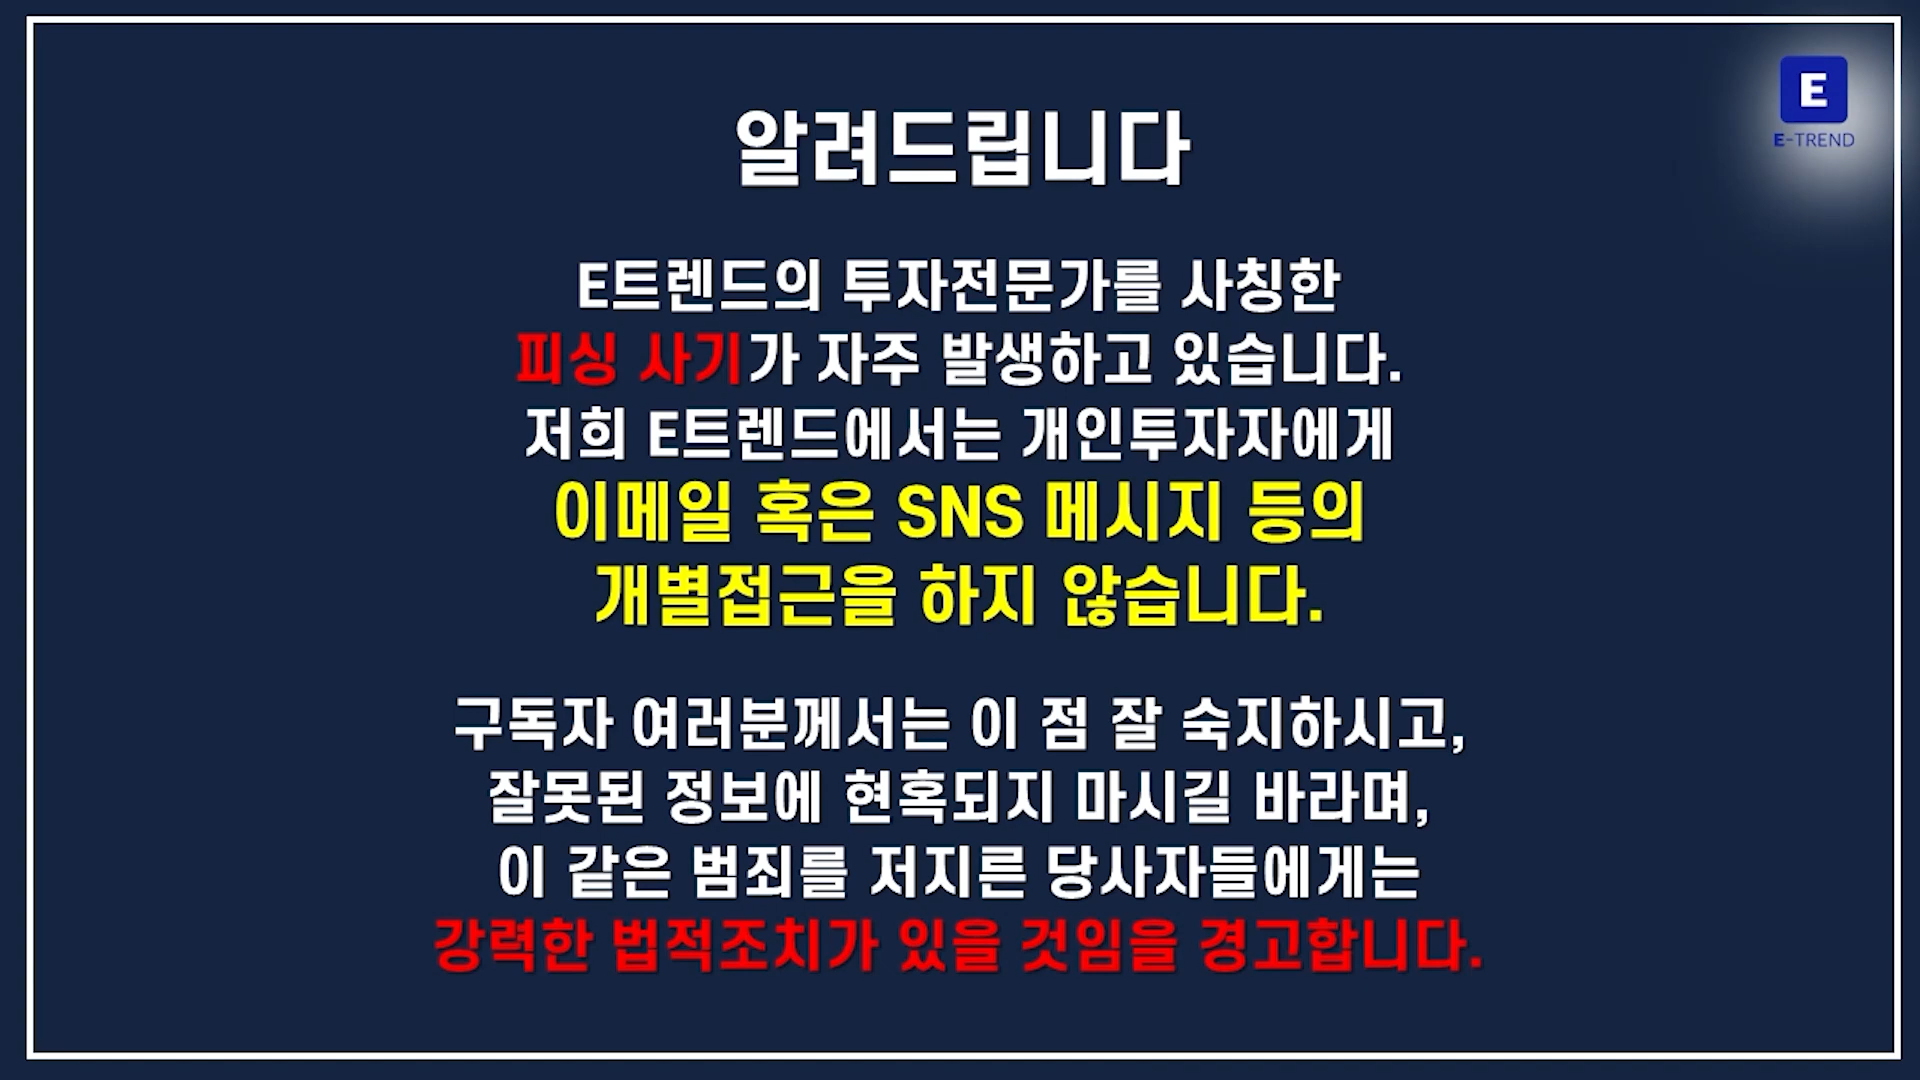 E
E-TREND
알려드립니다
E트렌드의 투자전문가를 사칭한
피싱 사기가 자주 발생하고 있습니다.
저희 E트렌드에서는 개인투자자에게
이메일 혹은 SNS 메시지 등의
개별접근을 하지 않습니다.
구독자 여러분께서는 이 점 잘 숙지하시고,
잘못된 정보에 현혹되지 마시길 바라며,
이 같은 범죄를 저지른 당사자들에게는
강력한 법적조치가 있을 것임을 경고합니다.